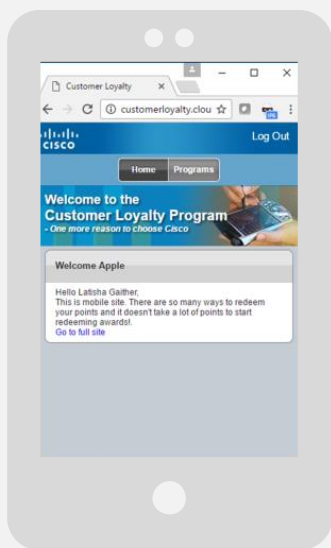 Customer Loyalty
customerloyalty.clou
CISCO
Log Out
Home Programs
Welcome to the
Customer Loyalty Program
- One more reason to choose Cisco
Welcome Apple
Hello Latisha Gaither,
This is mobile site. There are so many ways to redeem
your points and it doesn't take a lot of points to start
redeeming awards!.
Go to full site